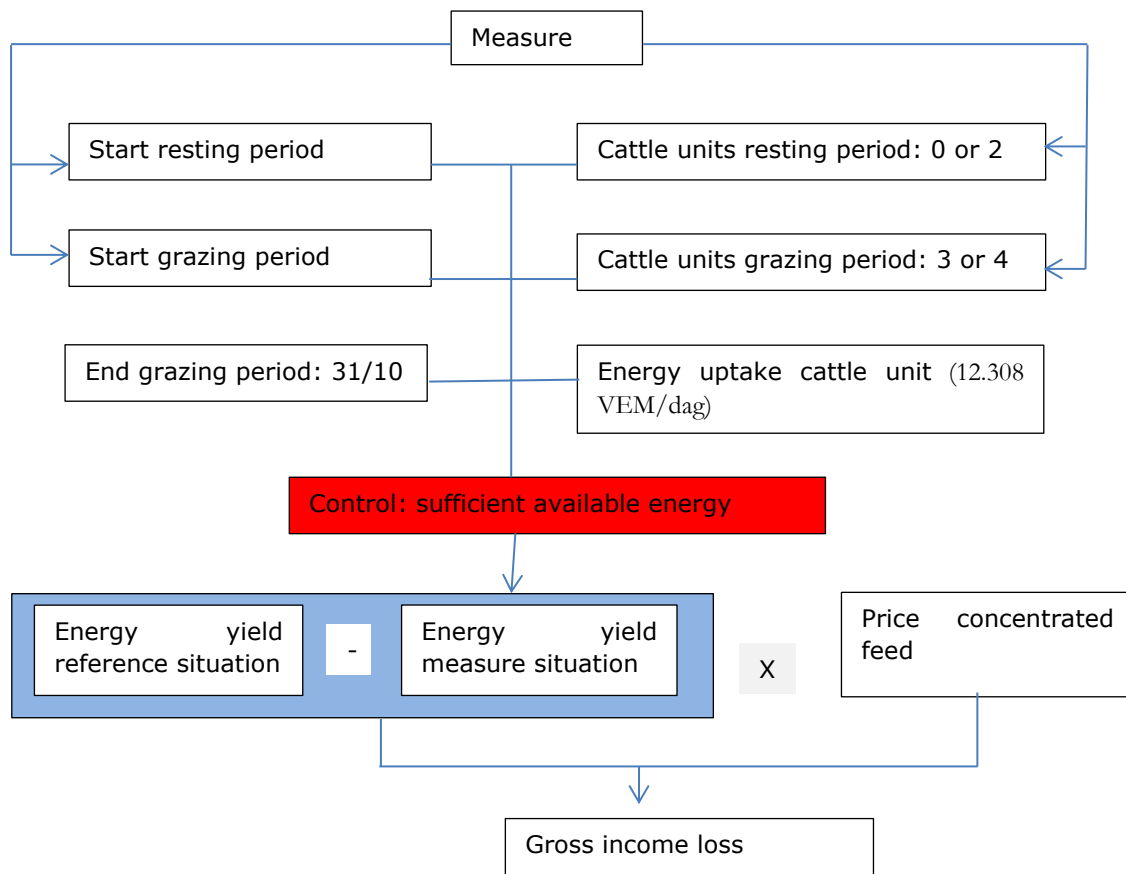 Measure
Start resting period
Cattle units resting period: 0 or 2
Start grazing period
Cattle units grazing period: 3 or 4
End grazing period: 31/10
Energy uptake cattle unit (12.308
VEM/dag)
Control: sufficient available energy
Energy yield
reference situation
-
Energy yield
measure situation
X
Price concentrated
feed
Gross income loss